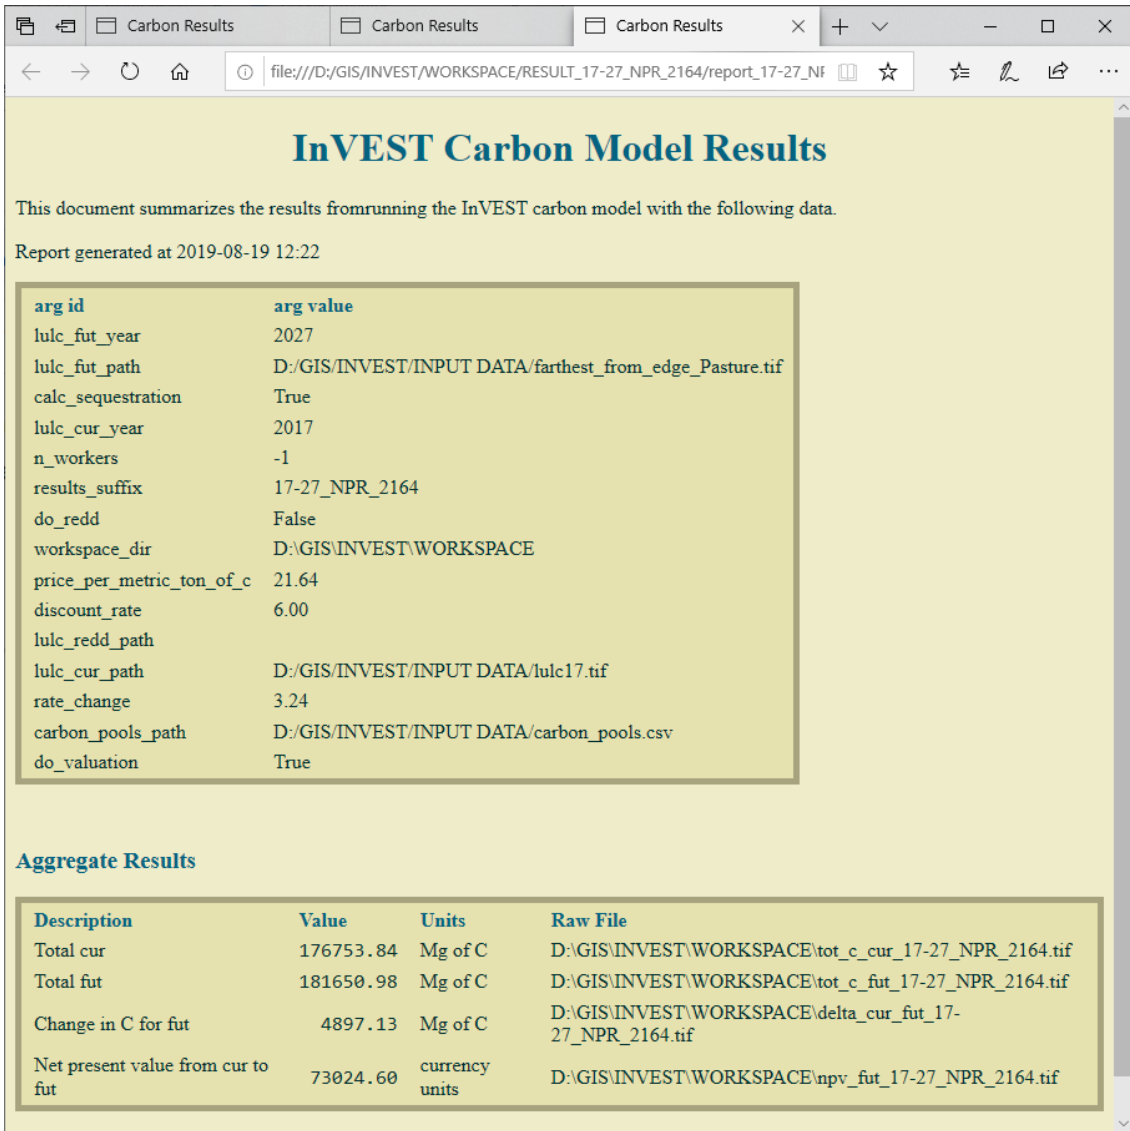 Carbon Results
Carbon Results
Carbon Results
file:///D:/GIS/INVEST/WORKSPACE/RESULT_17-27_NPR_2164/report_17-27_NF
InVEST Carbon Model Results
This document summarizes the results fromrunning the InVEST carbon model with the following data.
Report generated at 2019-08-19 12:22
arg id arg value
lulc_fut_year 2027
lulc_fut_path D:/GIS/INVEST/INPUT DATA/farthest_from_edge_Pasture.tif
calc_sequestration True
lulc_cur_year 2017
n_workers -1
results_suffix 17-27_NPR_2164
do_redd False
workspace_dir D:\GIS\INVEST\WORKSPACE
price_per_metric_ton_of_c 21.64
discount_rate 6.00
lulc_redd_path
lulc_cur_path D:/GIS/INVEST/INPUT DATA/lulc17.tif
rate_change 3.24
carbon_pools_path D:/GIS/INVEST/INPUT DATA/carbon_pools.csv
do_valuation True
Aggregate Results
Description Value Units Raw File
Total cur 176753.84 Mg of C D:\GIS\INVEST\WORKSPACE\tot_c_cur_17-27_NPR_2164.tif
Total fut 181650.98 Mg of C D:\GIS\INVEST\WORKSPACE\tot_c_fut_17-27_NPR_2164.tif
Change in C for fut 4897.13 Mg of C D:\GIS\INVEST\WORKSPACE\delta_cur_fut_17-
27_NPR_2164.tif
Net present value from cur to
fut 73024.60 currency
units D:\GIS\INVEST\WORKSPACE\npv_fut_17-27_NPR_2164.tif